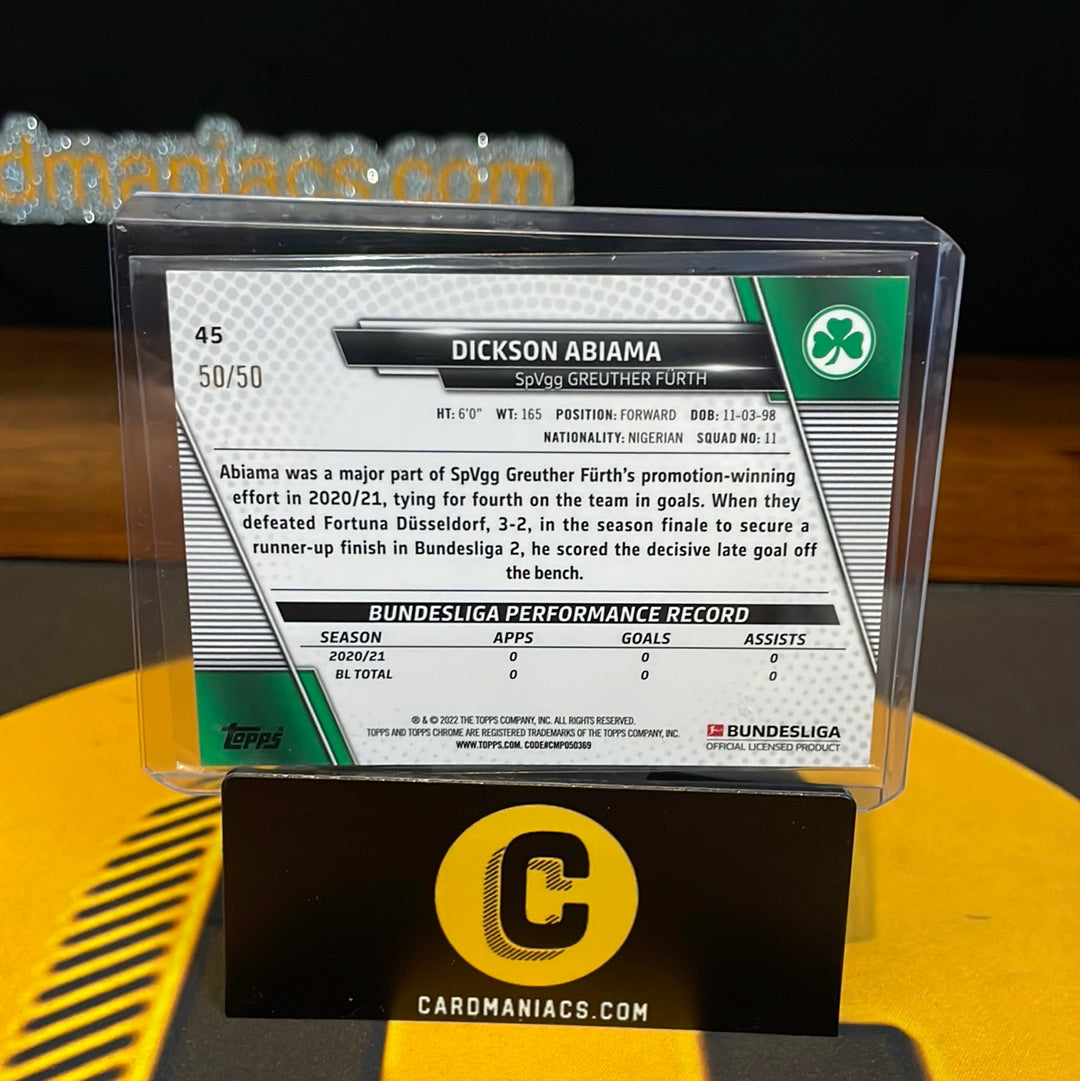 dmaniacs.com
45
50/50
DICKSON ABIAMA
SpVgg GREUTHER FÜRTH
HT: 6'0" WT: 165 POSITION: FORWARD DOB: 11-03-98
NATIONALITY: NIGERIAN SQUAD NO: 11
Abiama was a major part of SpVgg Greuther Fürth's promotion-winning
effort in 2020/21, tying for fourth on the team in goals. When they
defeated Fortuna Düsseldorf, 3-2, in the season finale to secure a
runner-up finish in Bundesliga 2, he scored the decisive late goal off
the bench.
BUNDESLIGA PERFORMANCE RECORD
SEASON APPS GOALS ASSISTS
2020/21 0 0 0
BL TOTAL 0 0 0
® & © 2022 THE TOPPS COMPANY, INC. ALL RIGHTS RESERVED.
TOPPS AND TOPPS CHROME ARE REGISTERED TRADEMARKS OF THE TOPPS COMPANY, INC.
WWW.TOPPS.COM. CODE#CMP050369
Topps
BUNDESLIGA
OFFICIAL LICENSED PRODUCT
C
CARDMANIACS.COM